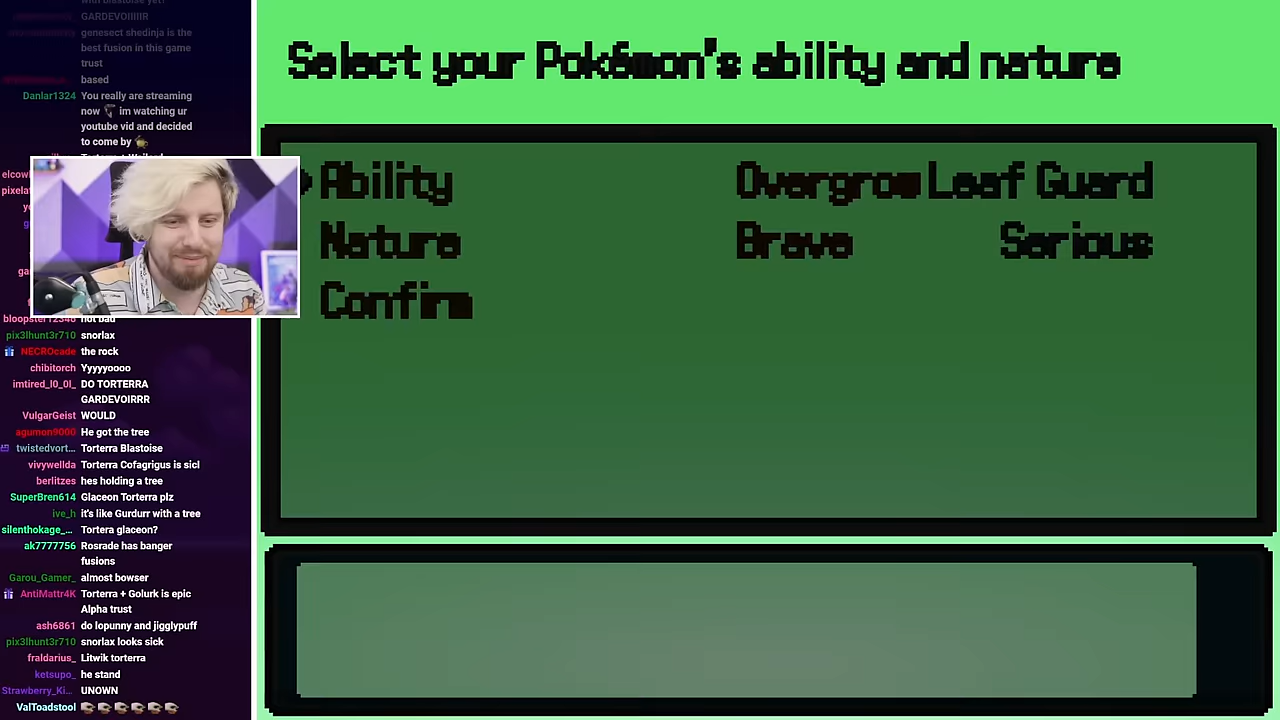 GARDEVOIIIIR
genesect shedinja is the
best fusion in this game
trust
based
Danlar1324 You really are streaming
now im watching ur
youtube vid and decided
to come by
Select your Pokémon's ability and nature
Ability Overgrow Leaf Guard
Nature Brave Serious
Confirm
not bad
pix3lhunt3r710 snorlax
NECROcade the rock
chibitorch Yyyyyoooo
imtired_l0_0l_ DO TORTERRA
GARDEVOIRRR
VulgarGeist WOULD
agumon9000 He got the tree
twistedvort... Torterra Blastoise
vivywellda Torterra Cofagrigus is sicl
berlitzes hes holding a tree
SuperBren614 Glaceon Torterra plz
ive_h it's like Gurdurr with a tree
silenthokage_... Tortera glaceon?
ak7777756 Rosrade has banger
fusions
Garou_Gamer_ almost bowser
AntiMattr4K Torterra + Golurk is epic
Alpha trust
ash6861 do lopunny and jigglypuff
pix3lhunt3r710 snorlax looks sick
fraldarius_ Litwik torterra
ketsupo_ he stand
Strawberry_Ki... UNOWN
ValToadstool